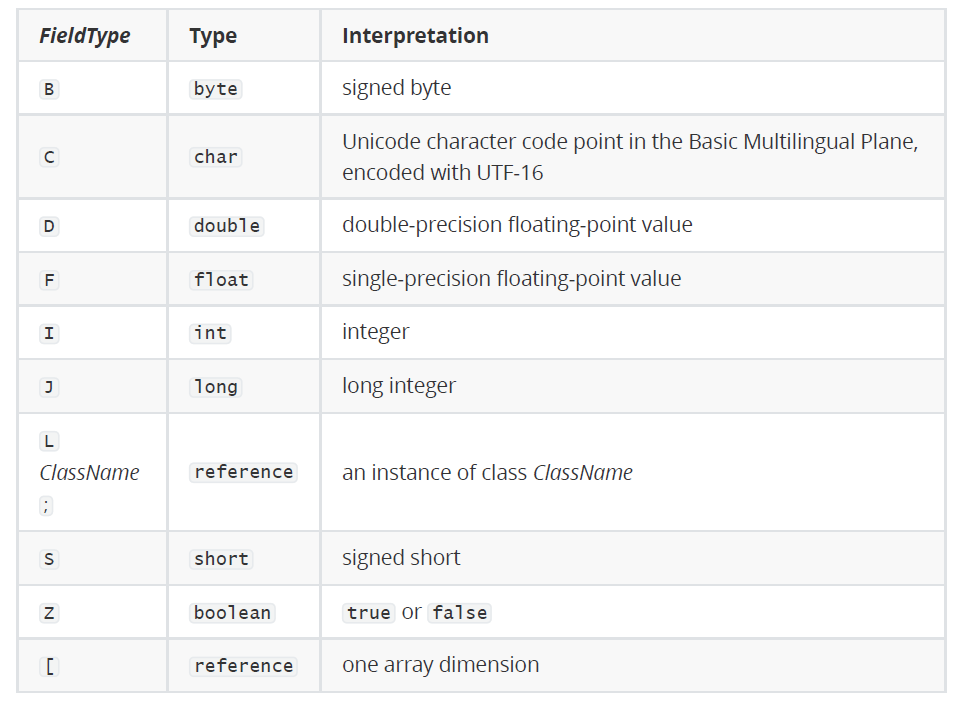 FieldType Type Interpretation
B byte signed byte
C char Unicode character code point in the Basic Multilingual Plane,
encoded with UTF-16
D double double-precision floating-point value
F float single-precision floating-point value
I int integer
J long long integer
L
ClassName reference an instance of class ClassName
;
S short signed short
Z boolean true or false
[ reference one array dimension